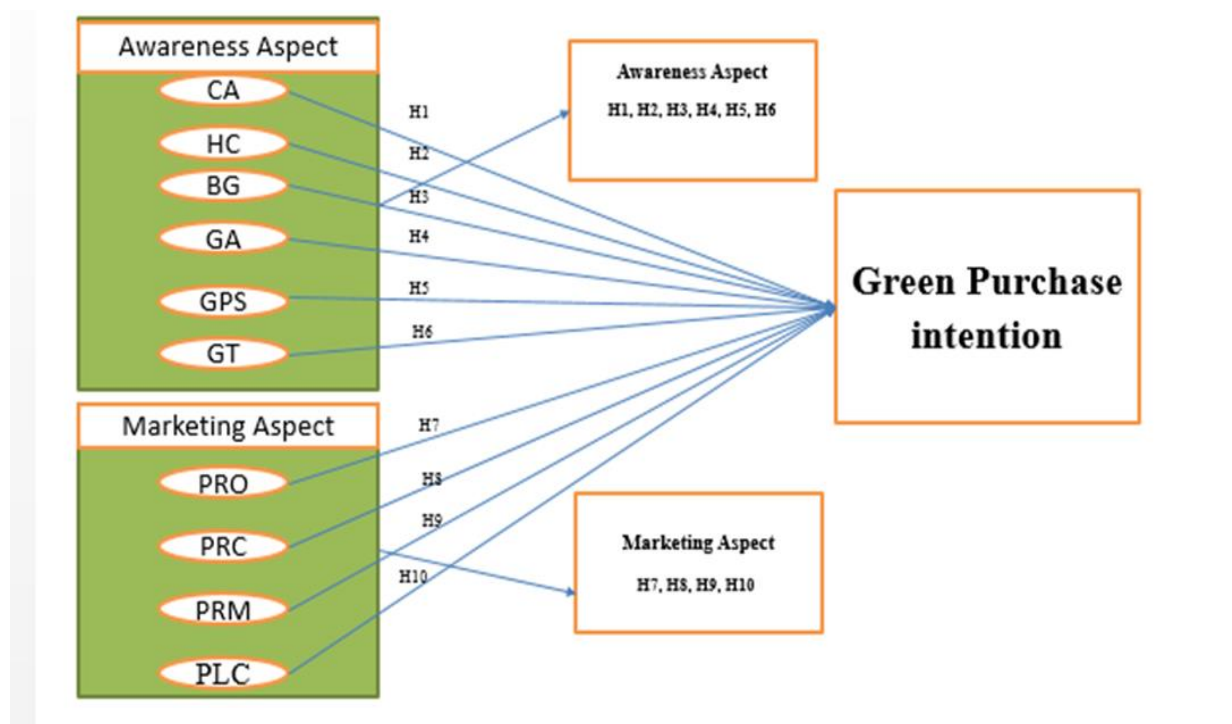 Awareness Aspect
CA
HC
BG
GA
GPS
GT
H1
H2
H3
H4
H5
H6
Awareness Aspect
H1, H2, H3, H4, H5, H6
Green Purchase
intention
Marketing Aspect
PRO
PRC
PRM
PLC
H7
H8
H9
H10
Marketing Aspect
H7, H8, H9, H10